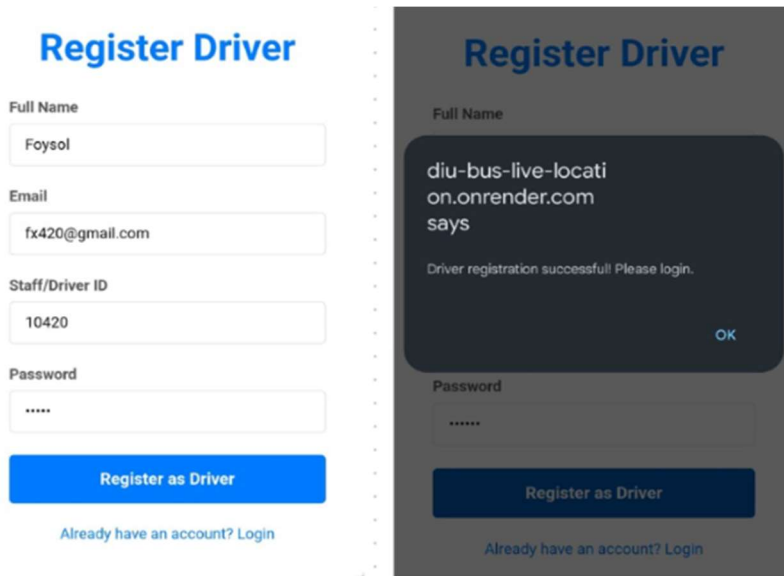 Register Driver
Full Name
Foysol
Email
fx420@gmail.com
Staff/Driver ID
10420
Password
•••••
Register as Driver
Already have an account? Login
Register Driver
Full Name
diu-bus-live-locati
on.onrender.com
says
Driver registration successful! Please login.
OK
Password
••••••
Register as Driver
Already have an account? Login